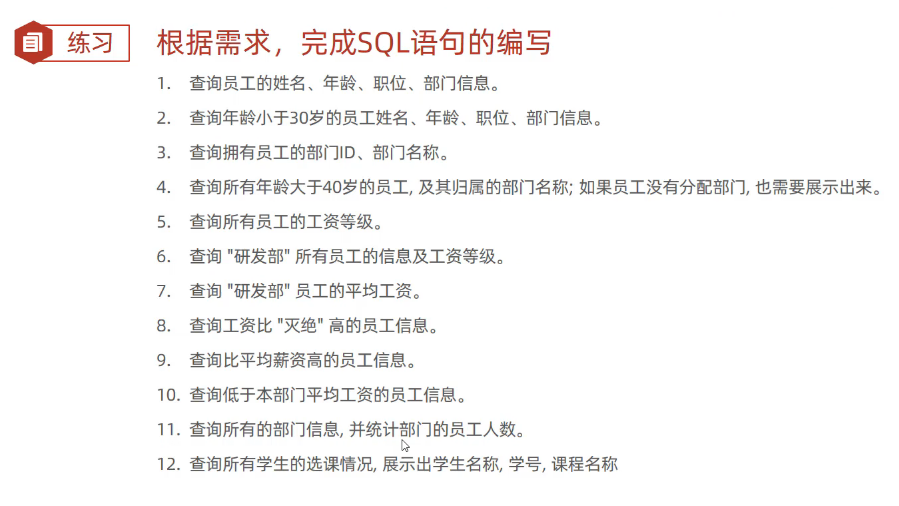 练习
根据需求，完成SQL语句的编写
1. 查询员工的姓名、年龄、职位、部门信息。
2. 查询年龄小于30岁的员工姓名、年龄、职位、部门信息。
3. 查询拥有员工的部门ID、部门名称。
4. 查询所有年龄大于40岁的员工, 及其归属的部门名称; 如果员工没有分配部门, 也需要展示出来。
5. 查询所有员工的工资等级。
6. 查询 "研发部" 所有员工的信息及工资等级。
7. 查询 "研发部" 员工的平均工资。
8. 查询工资比 "灭绝" 高的员工信息。
9. 查询比平均薪资高的员工信息。
10. 查询低于本部门平均工资的员工信息。
11. 查询所有的部门信息, 并统计部门的员工人数。
12. 查询所有学生的选课情况, 展示出学生名称, 学号, 课程名称